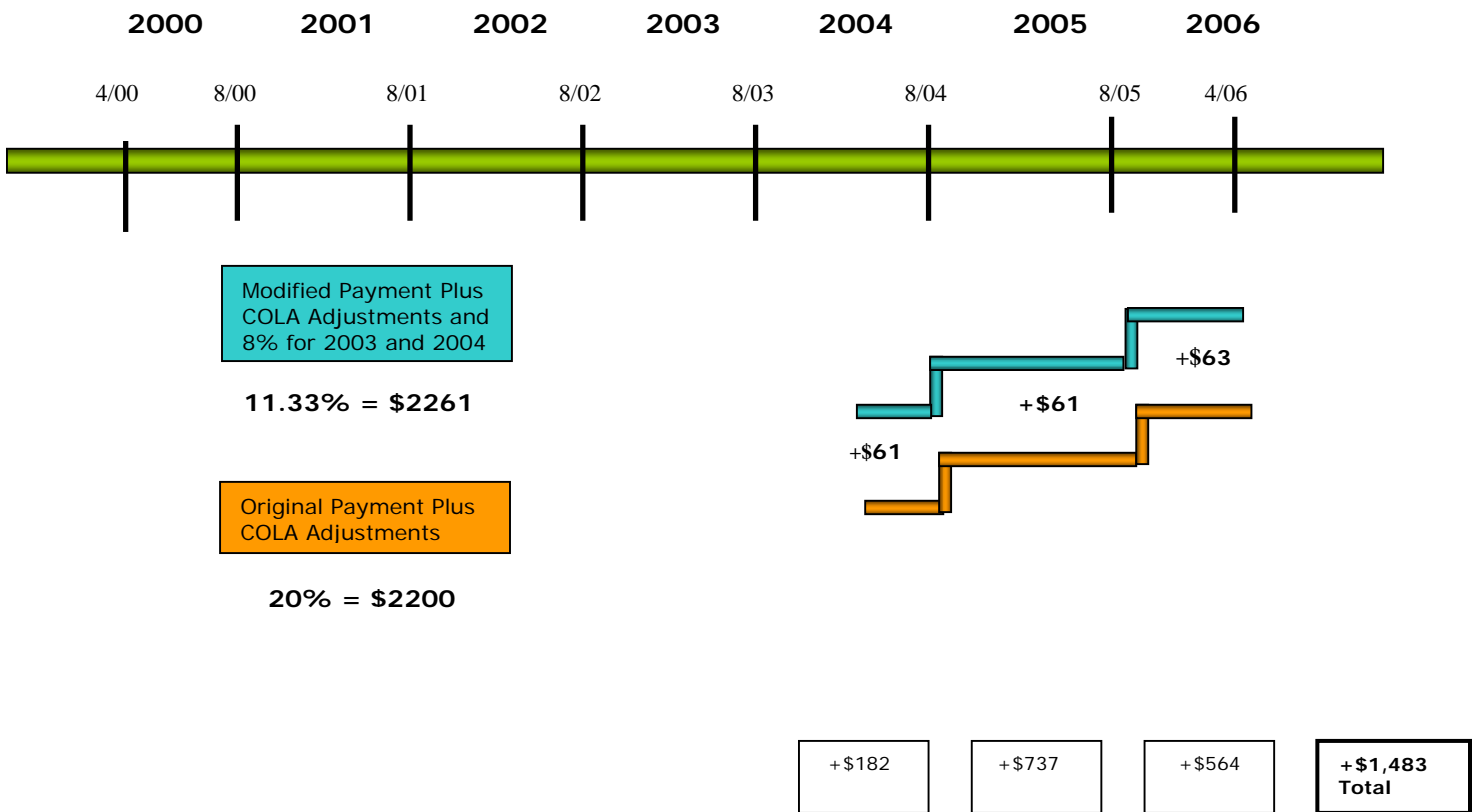 2000 2001 2002 2003 2004 2005 2006
4/00 8/00 8/01 8/02 8/03 8/04 8/05 4/06
Modified Payment Plus
COLA Adjustments and
8% for 2003 and 2004
11.33% = $2261
+$63
+$61
+$61
Original Payment Plus
COLA Adjustments
20% = $2200
+$182 +$737 +$564 +$1,483
Total